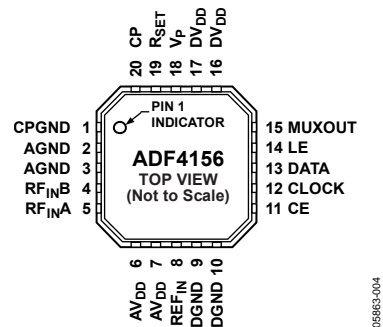 20 CP
19 RSET
18 VP
17 DVDD
16 DVDD
PIN 1
INDICATOR
CPGND 1
AGND 2
AGND 3
RFINB 4
RFINA 5
ADF4156
TOP VIEW
(Not to Scale)
15 MUXOUT
14 LE
13 DATA
12 CLOCK
11 CE
AVDD 6
AVDD 7
REFIN 8
DGND 9
DGND 10
05863-004